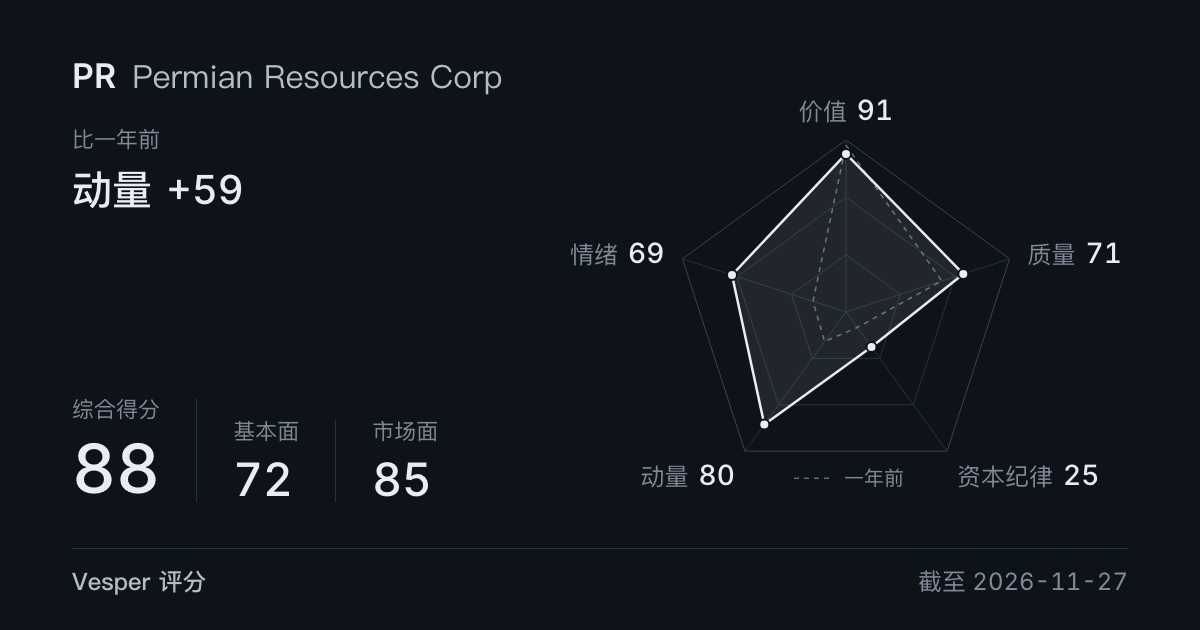 PR Permian Resources Corp
比一年前
动量 +59
价值 91
情绪 69
质量 71
动量 80
---- 一年前
资本纪律 25
综合得分
88
基本面
72
市场面
85
Vesper 评分
截至 2026-11-27